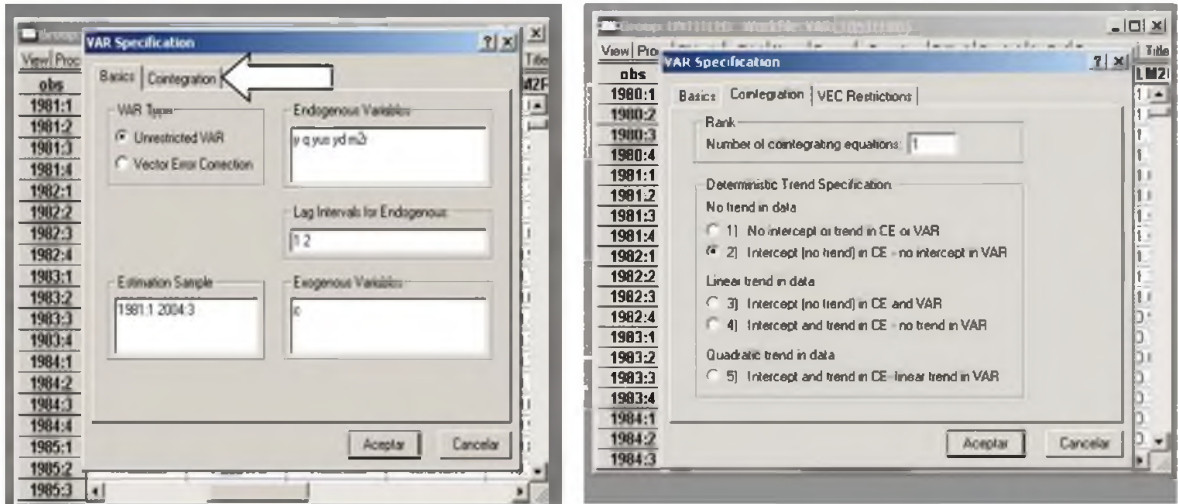 VAR Specification
View Proc
Title
obs
1981:1
1981:2
1981:3
1981:4
1982:1
1982:2
1982:3
1982:4
1983:1
1983:2
1983:3
1983:4
1984:1
1984:2
1984:3
1984:4
1985:1
1985:2
1985:3
Basics
Cointegration
VAR Type
Unrestricted VAR
Vector Error Correction
Endogenous Variables
y q yus yd m2r
Lag Intervals for Endogenous
1 2
Estimation Sample
1981:1 2004:3
Exogenous Variables
c
Aceptar
Cancelar
Group UNTITLED Workfile VAR
View Pro
Title
VAR Specification
obs
1980:1
1980:2
1980:3
1980:4
1981:1
1981:2
1981:3
1981:4
1982:1
1982:2
1982:3
1982:4
1983:1
1983:2
1983:3
1983:4
1984:1
1984:2
1984:3
Basics
Cointegration
VEC Restrictions
Rank
Number of cointegrating equations: 1
Deterministic Trend Specification
No trend in data
1) No intercept or trend in CE or VAR
2) Intercept (no trend) in CE - no intercept in VAR
Linear trend in data
3) Intercept (no trend) in CE and VAR
4) Intercept and trend in CE - no trend in VAR
Quadratic trend in data
5) Intercept and trend in CE-linear trend in VAR
Aceptar
Cancelar